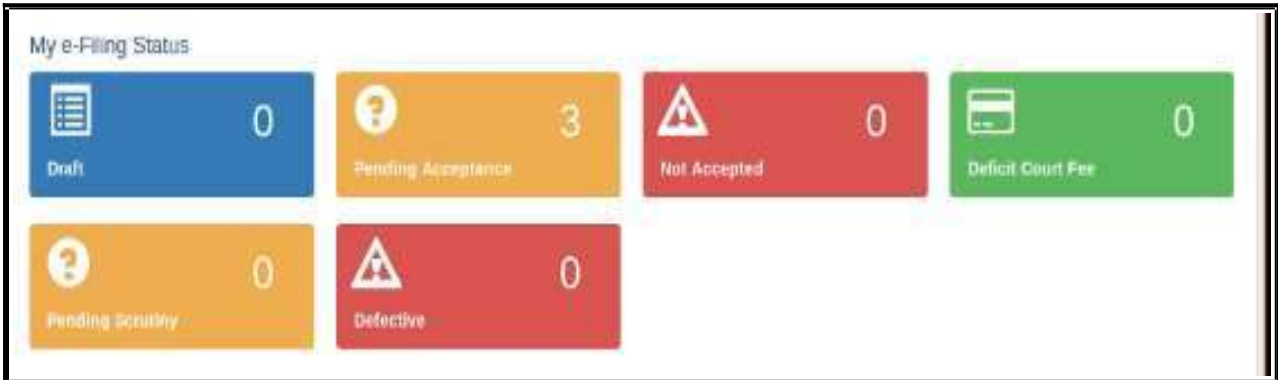 My e-Filing Status
0
Draft
3
Pending Acceptance
0
Not Accepted
0
Deficit Court Fee
0
Pending Scrutiny
0
Defective